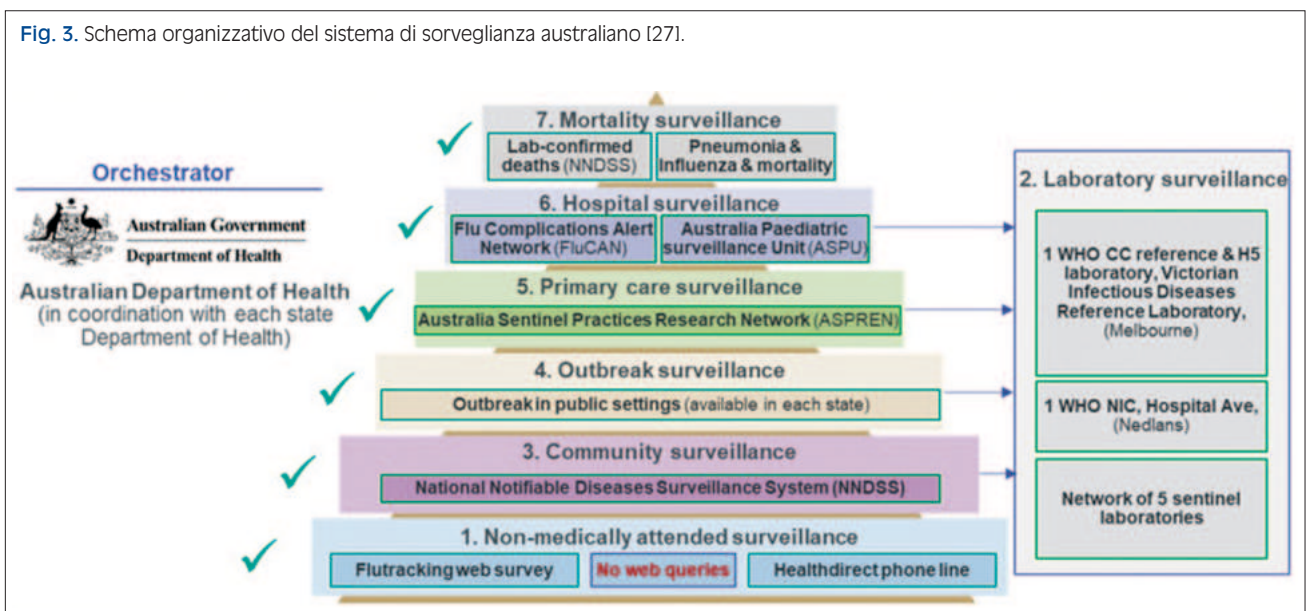 Fig. 3. Schema organizzativo del sistema di sorveglianza australiano [27].
Orchestrator
Australian Government
Department of Health
Australian Department of Health
(in coordination with each state
Department of Health)
7. Mortality surveillance
Lab-confirmed
deaths (NNDSS)
Pneumonia &
Influenza & mortality
6. Hospital surveillance
Flu Complications Alert
Network (FluCAN)
Australia Paediatric
surveillance Unit (ASPU)
5. Primary care surveillance
Australia Sentinel Practices Research Network (ASPREN)
4. Outbreak surveillance
Outbreak in public settings (available in each state)
3. Community surveillance
National Notifiable Diseases Surveillance System (NNDSS)
1. Non-medically attended surveillance
Flutracking web survey
No web queries
Healthdirect phone line
2. Laboratory surveillance
1 WHO CC reference & H5
laboratory, Victorian
Infectious Diseases
Reference Laboratory,
(Melbourne)
1 WHO NIC, Hospital Ave,
(Nedlans)
Network of 5 sentinel
laboratories